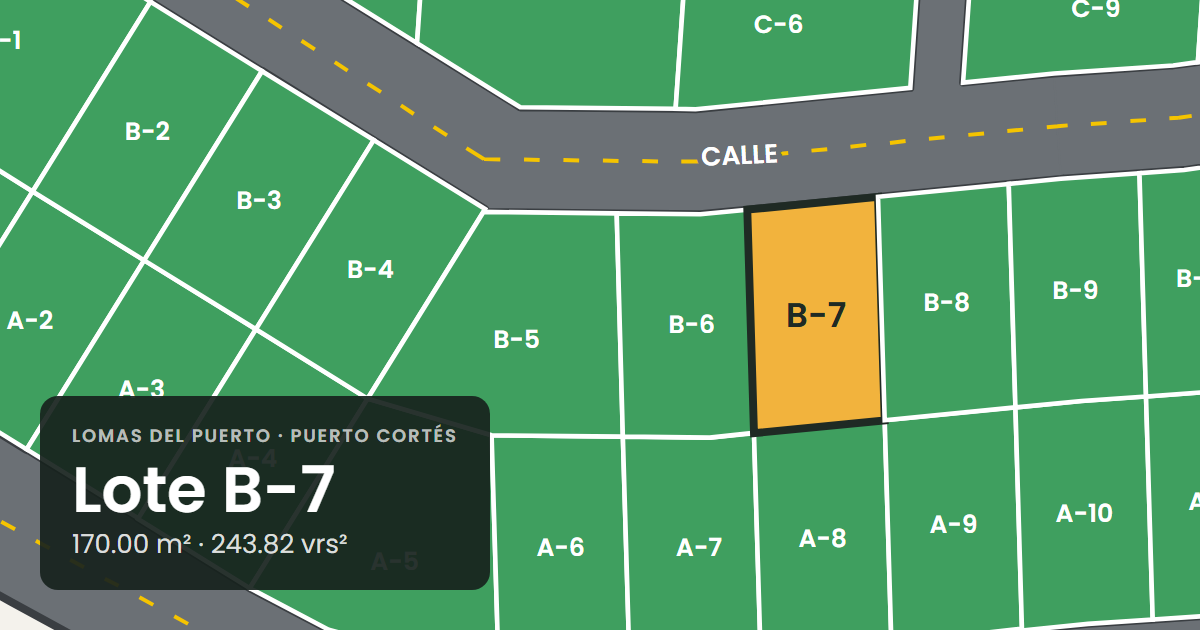 -1
C-6
C-9
B-2
CALLE
B-3
B-4
B-5
B-6
B-7
B-8
B-9
B-
A-2
A-3
LOMAS DEL PUERTO · PUERTO CORTÉS
A-4
Lote B-7
170.00 m² · 243.82 vrs²
A-5
A-6
A-7
A-8
A-9
A-10
A